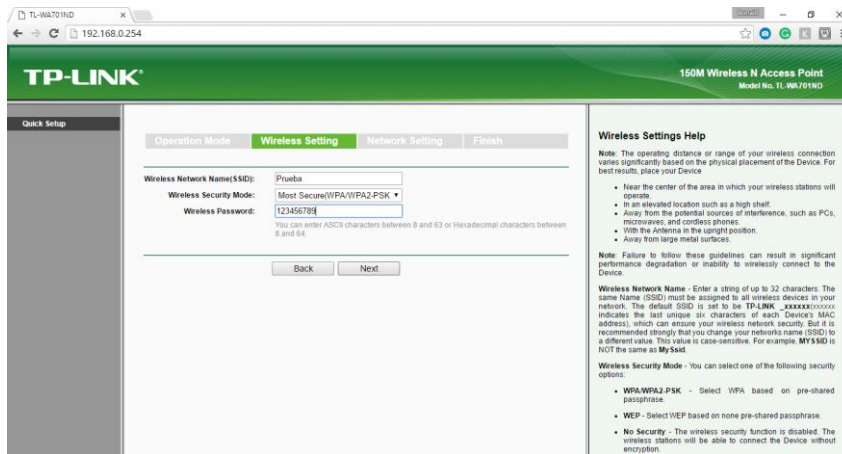 TL-WA701ND
192.168.0.254
TP-LINK®
150M Wireless N Access Point
Model No. TL-WA701ND
Quick Setup
Operation Mode
Wireless Setting
Network Setting
Finish
Wireless Network Name(SSID):
Prueba
Wireless Security Mode:
Most Secure(WPA/WPA2-PSK
Wireless Password:
123456789
You can enter ASCII characters between 8 and 63 or Hexadecimal characters between
8 and 64.
Back
Next
Wireless Settings Help
Note: The operating distance or range of your wireless connection
varies significantly based on the physical placement of the Device. For
best results, place your Device
• Near the center of the area in which your wireless stations will
operate.
• In an elevated location such as a high shelf.
• Away from the potential sources of interference, such as PCs,
microwaves, and cordless phones.
• With the Antenna in the upright position.
• Away from large metal surfaces.
Note: Failure to follow these guidelines can result in significant
performance degradation or inability to wirelessly connect to the
Device.
Wireless Network Name - Enter a string of up to 32 characters. The
same Name (SSID) must be assigned to all wireless devices in your
network. The default SSID is set to be TP-LINK _xxxxxx(xxxxxx
indicates the last unique six characters of each Device's MAC
address), which can ensure your wireless network security. But it is
recommended strongly that you change your networks name (SSID) to
a different value. This value is case-sensitive. For example, MYSSID is
NOT the same as MySsid.
Wireless Security Mode - You can select one of the following security
options:
• WPA/WPA2-PSK - Select WPA based on pre-shared
passphrase.
• WEP - Select WEP based on none pre-shared passphrase.
• No Security - The wireless security function is disabled. The
wireless stations will be able to connect the Device without
encryption.